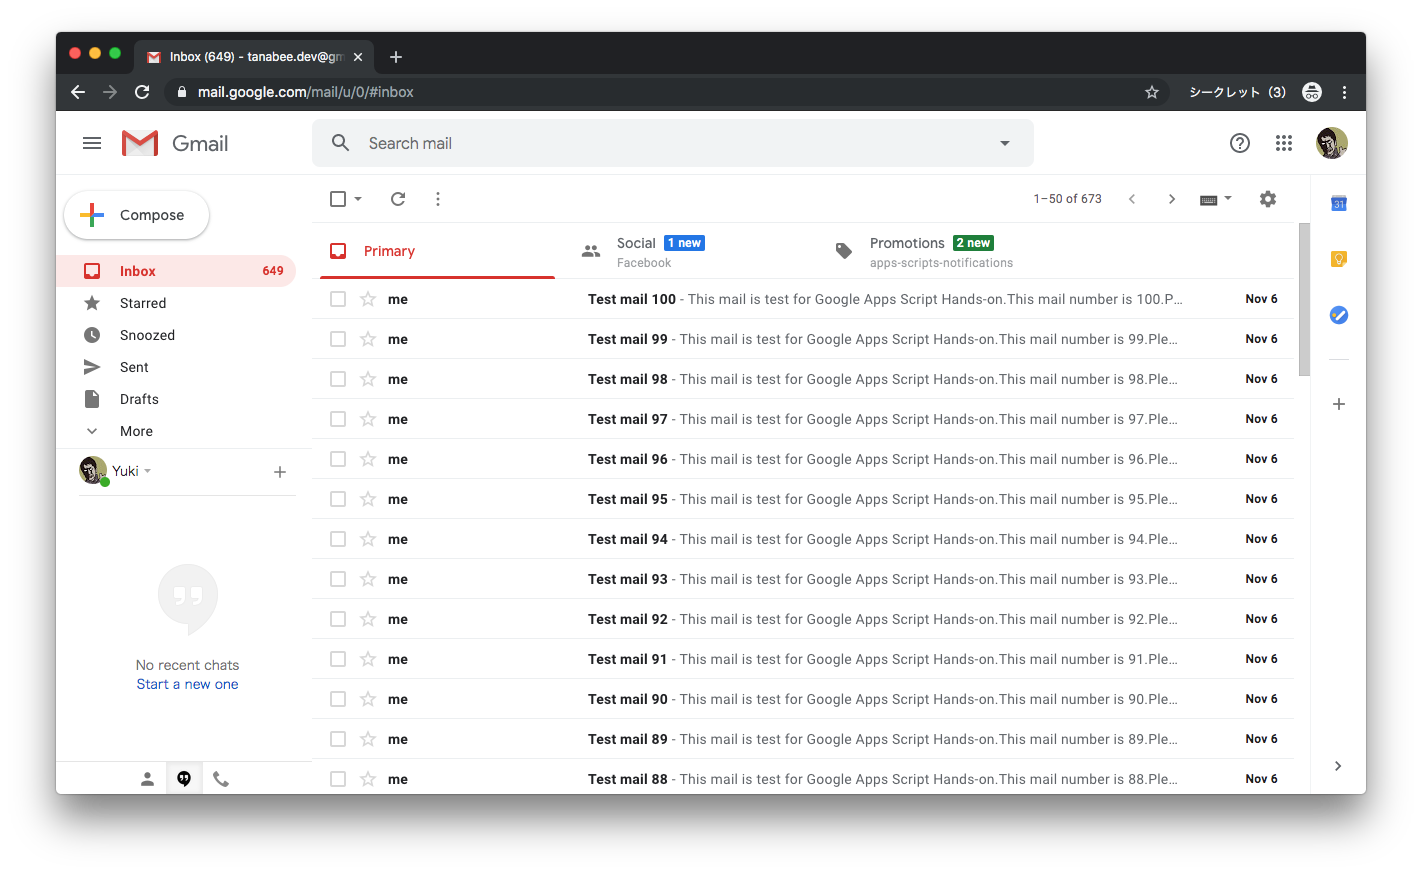 Inbox (649) - tanabee.dev@gm
mail.google.com/mail/u/0/#inbox
シークレット (3)
Gmail
Search mail
Compose
1–50 of 673
Inbox 649
Starred
Snoozed
Sent
Drafts
More
Yuki
No recent chats
Start a new one
Primary
Social 1 new
Facebook
Promotions 2 new
apps-scripts-notifications
me Test mail 100 - This mail is test for Google Apps Script Hands-on.This mail number is 100.P... Nov 6
me Test mail 99 - This mail is test for Google Apps Script Hands-on.This mail number is 99.Ple... Nov 6
me Test mail 98 - This mail is test for Google Apps Script Hands-on.This mail number is 98.Ple... Nov 6
me Test mail 97 - This mail is test for Google Apps Script Hands-on.This mail number is 97.Ple... Nov 6
me Test mail 96 - This mail is test for Google Apps Script Hands-on.This mail number is 96.Ple... Nov 6
me Test mail 95 - This mail is test for Google Apps Script Hands-on.This mail number is 95.Ple... Nov 6
me Test mail 94 - This mail is test for Google Apps Script Hands-on.This mail number is 94.Ple... Nov 6
me Test mail 93 - This mail is test for Google Apps Script Hands-on.This mail number is 93.Ple... Nov 6
me Test mail 92 - This mail is test for Google Apps Script Hands-on.This mail number is 92.Ple... Nov 6
me Test mail 91 - This mail is test for Google Apps Script Hands-on.This mail number is 91.Ple... Nov 6
me Test mail 90 - This mail is test for Google Apps Script Hands-on.This mail number is 90.Ple... Nov 6
me Test mail 89 - This mail is test for Google Apps Script Hands-on.This mail number is 89.Ple... Nov 6
me Test mail 88 - This mail is test for Google Apps Script Hands-on.This mail number is 88.Ple... Nov 6
31